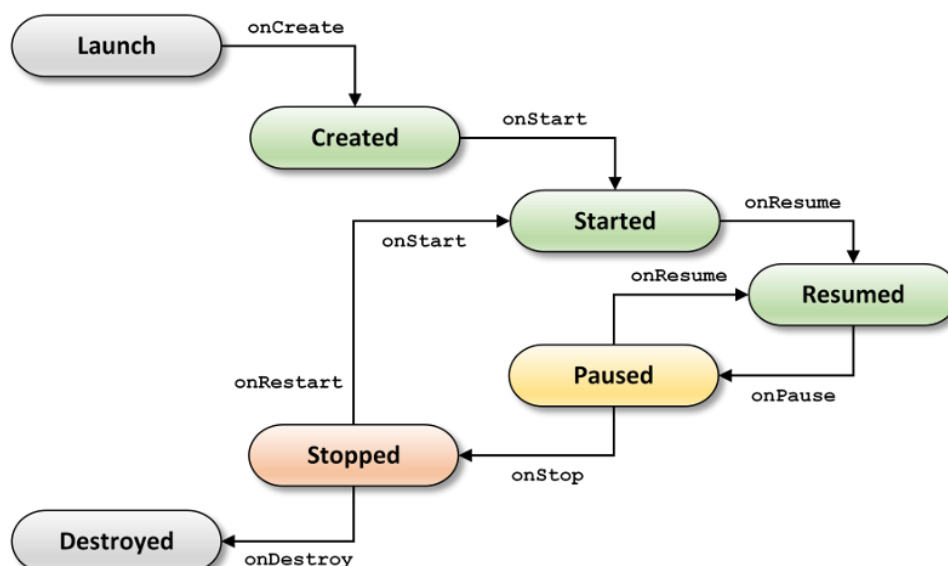 Launch
onCreate
Created
onStart
Started
onResume
onStart
onResume
Resumed
Paused
onRestart
onPause
Stopped
onStop
Destroyed
onDestroy